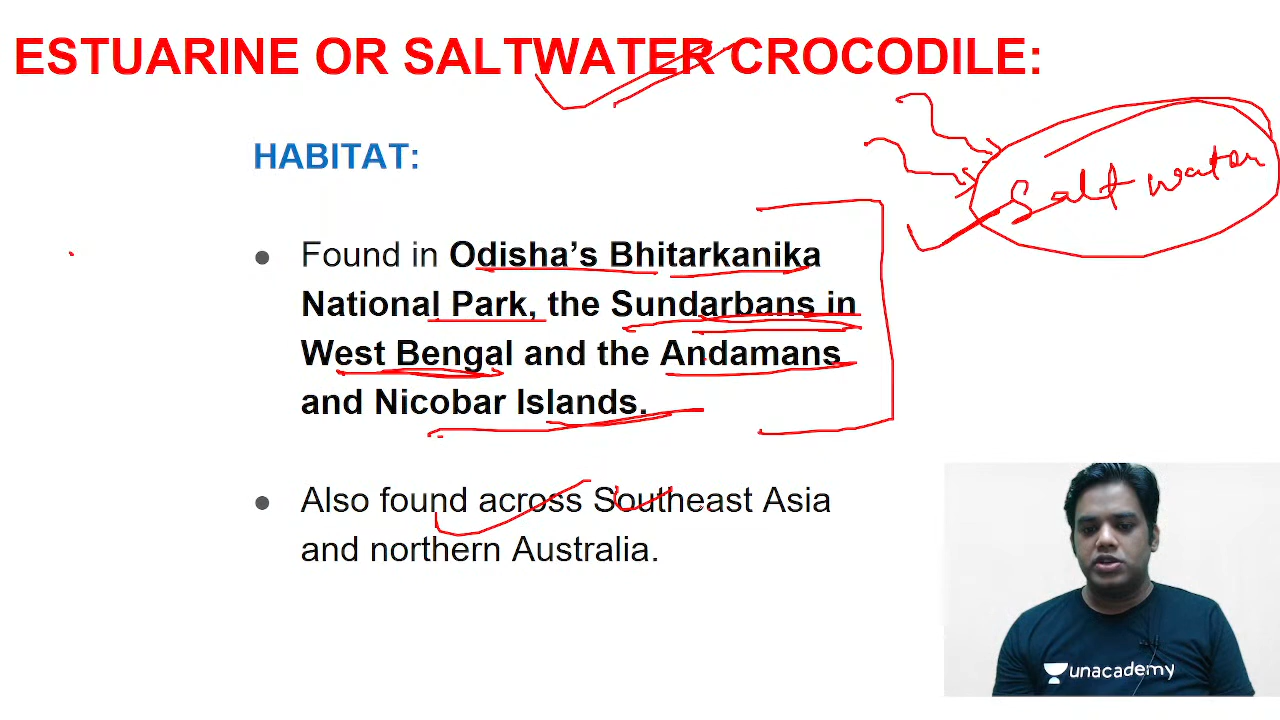 ESTUARINE OR SALTWATER CROCODILE:
HABITAT:
Salt water
● Found in Odisha’s Bhitarkanika
National Park, the Sundarbans in
West Bengal and the Andamans
and Nicobar Islands.
● Also found across Southeast Asia
and northern Australia.
unacademy